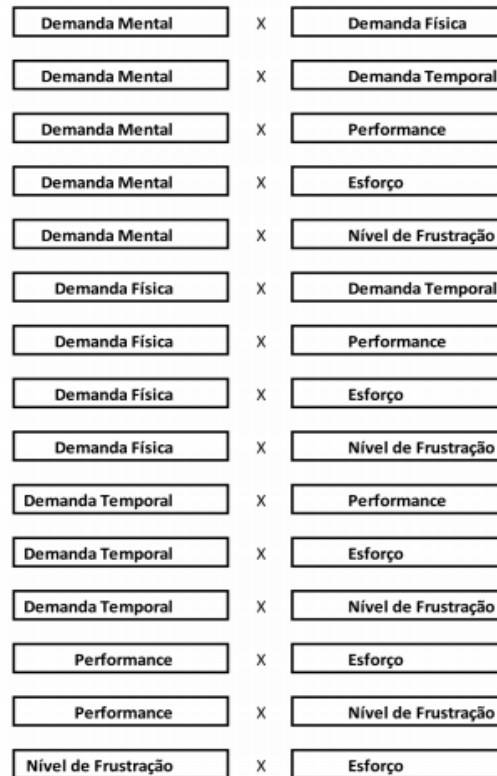 Demanda Mental X Demanda Física
Demanda Mental X Demanda Temporal
Demanda Mental X Performance
Demanda Mental X Esforço
Demanda Mental X Nível de Frustração
Demanda Física X Demanda Temporal
Demanda Física X Performance
Demanda Física X Esforço
Demanda Física X Nível de Frustração
Demanda Temporal X Performance
Demanda Temporal X Esforço
Demanda Temporal X Nível de Frustração
Performance X Esforço
Performance X Nível de Frustração
Nível de Frustração X Esforço